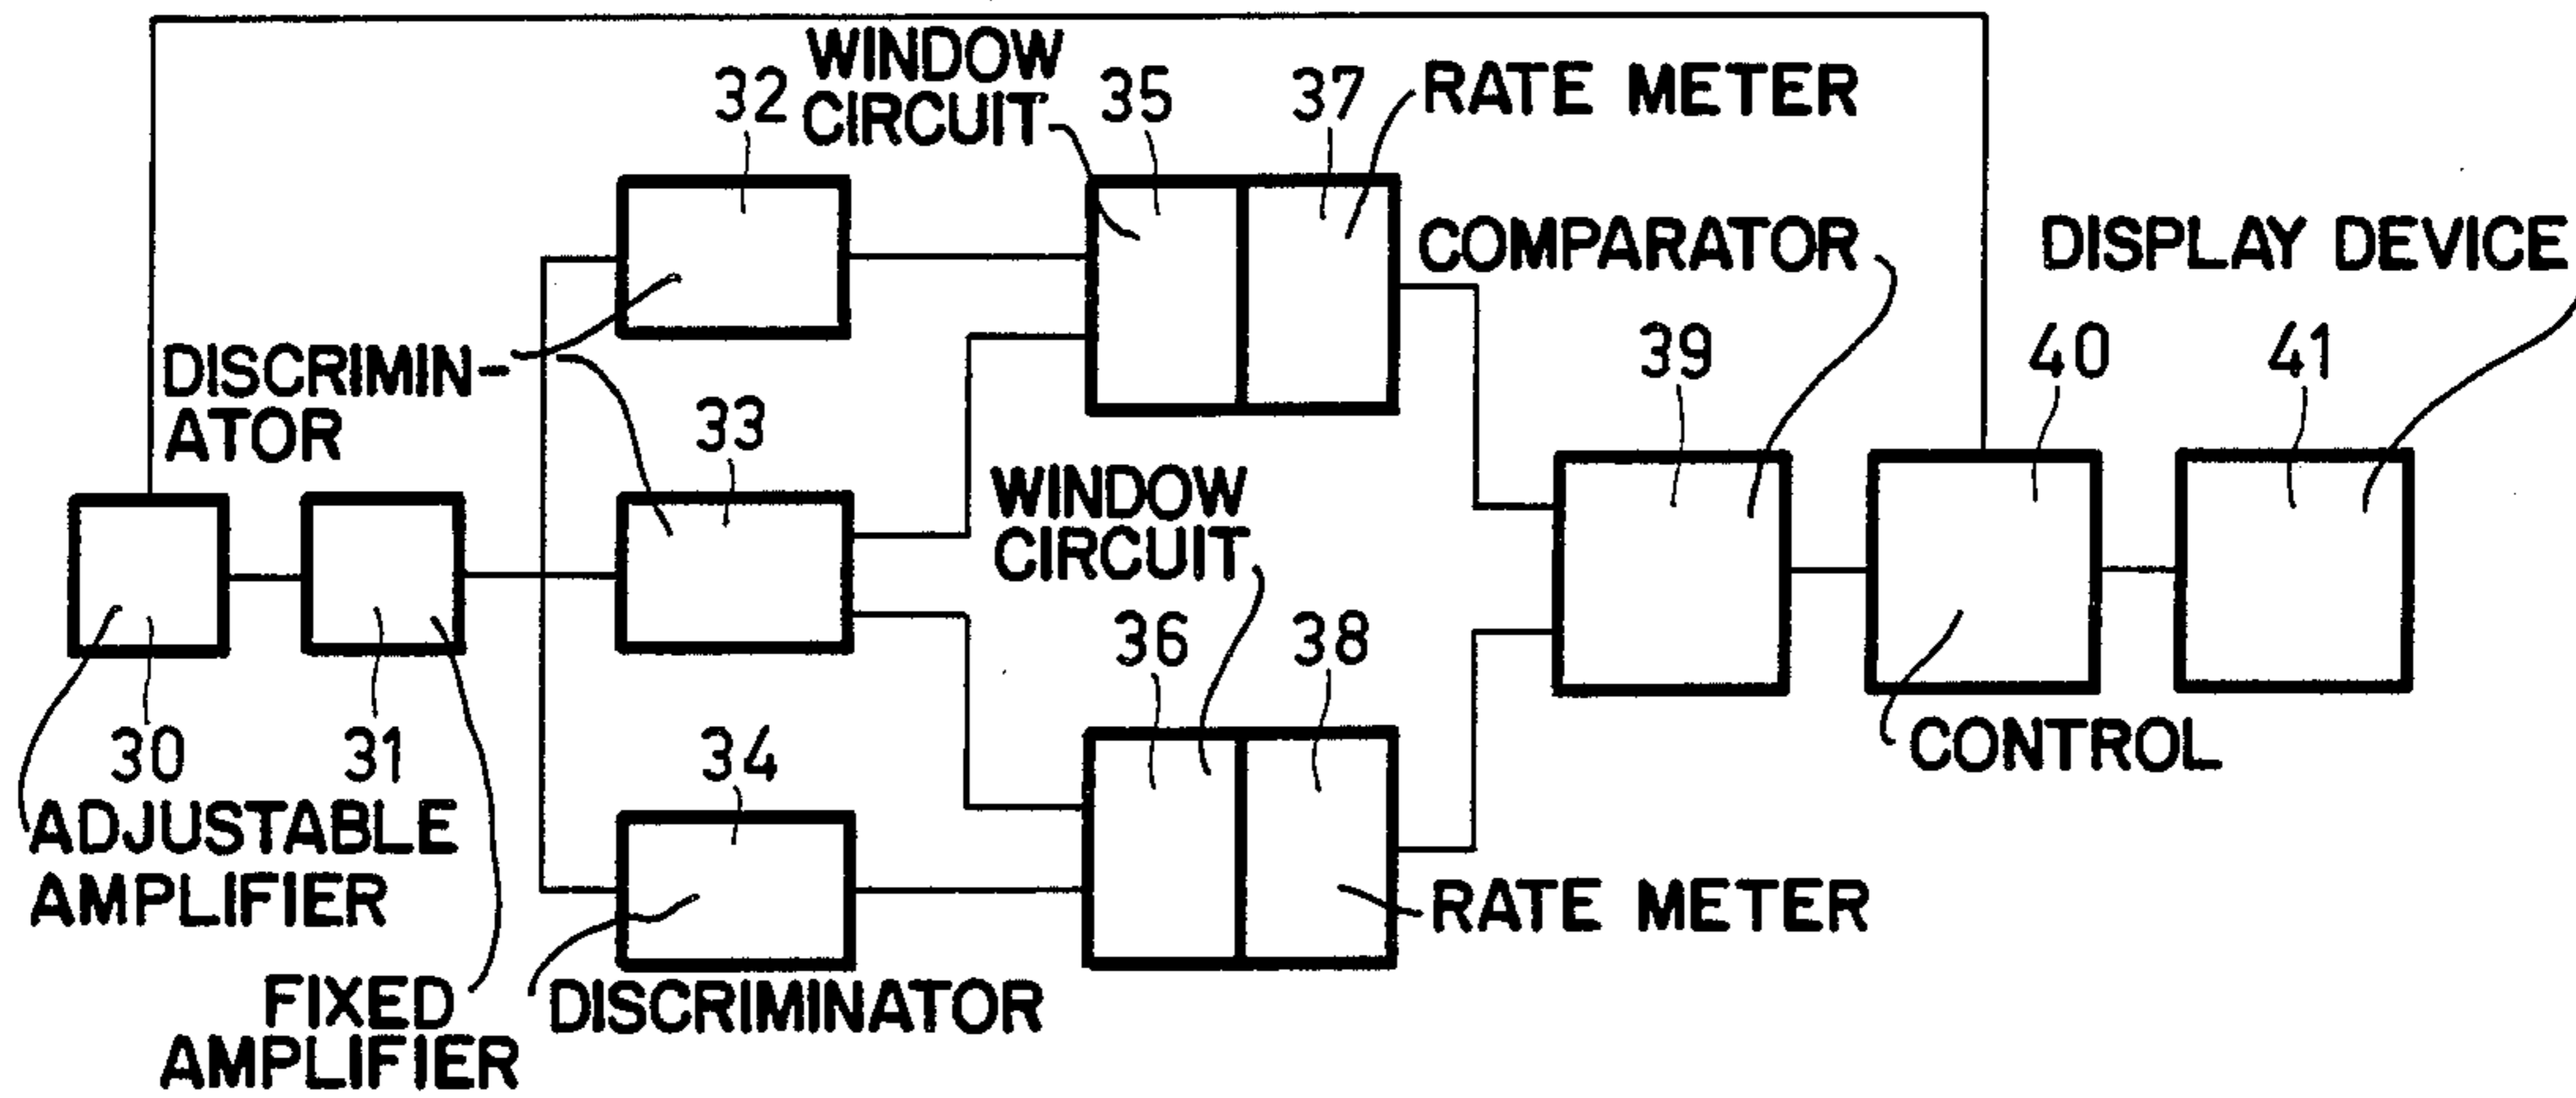 WINDOW
CIRCUIT
32
35
37
RATE METER
COMPARATOR
DISPLAY DEVICE
DISCRIMIN-
ATOR
33
39
40
41
WINDOW
CIRCUIT
36
38
30
31
34
CONTROL
ADJUSTABLE
AMPLIFIER
RATE METER
FIXED
AMPLIFIER
DISCRIMINATOR